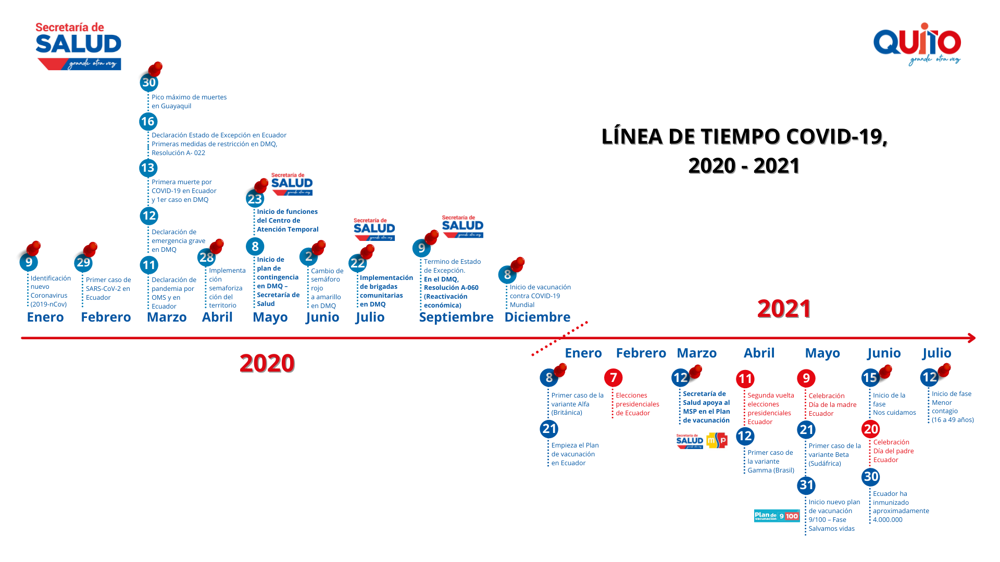 Secretaría de
SALUD
grande otra vez
QUITO
grande otra vez
LÍNEA DE TIEMPO COVID-19,
2020 - 2021
30
Pico máximo de muertes
en Guayaquil
16
Declaración Estado de Excepción en Ecuador
Primeras medidas de restricción en DMQ,
Resolución A- 022
13
Primera muerte por
COVID-19 en Ecuador
y 1er caso en DMQ
12
Declaración de
emergencia grave
en DMQ
11
Declaración de
pandemia por
OMS y en
Ecuador
9
Identificación
nuevo
Coronavirus
(2019-nCov)
29
Primer caso de
SARS-CoV-2 en
Ecuador
28
Implementa
ción
semaforiza
ción del
territorio
Secretaría de
SALUD
grande otra vez
23
Inicio de funciones
del Centro de
Atención Temporal
8
Inicio de
plan de
contingencia
en DMQ –
Secretaría de
Salud
2
Cambio de
semáforo
rojo
a amarillo
en DMQ
Secretaría de
SALUD
grande otra vez
22
Implementación
de brigadas
comunitarias
en DMQ
Secretaría de
SALUD
grande otra vez
9
Termino de Estado
de Excepción.
En el DMQ,
Resolución A-060
(Reactivación
económica)
8
Inicio de vacunación
contra COVID-19
Mundial
Enero
Febrero
Marzo
Abril
Mayo
Junio
Julio
Septiembre
Diciembre
2020
2021
Enero
Febrero
Marzo
Abril
Mayo
Junio
Julio
8
Primer caso de la
variante Alfa
(Británica)
21
Empieza el Plan
de vacunación
en Ecuador
7
Elecciones
presidenciales
de Ecuador
12
Secretaría de
Salud apoya al
MSP en el Plan
de vacunación
Secretaría de
SALUD
grande otra vez
msp
11
Segunda vuelta
elecciones
presidenciales
Ecuador
12
Primer caso de
la variante
Gamma (Brasil)
9
Celebración
Día de la madre
Ecuador
21
Primer caso de la
variante Beta
(Sudáfrica)
31
Inicio nuevo plan
de vacunación
9/100 – Fase
Salvamos vidas
Plan de
vacunación 9 100
15
Inicio de la
fase
Nos cuidamos
20
Celebración
Día del padre
Ecuador
30
Ecuador ha
inmunizado
aproximadamente
4.000.000
12
Inicio de fase
Menor
contagio
(16 a 49 años)